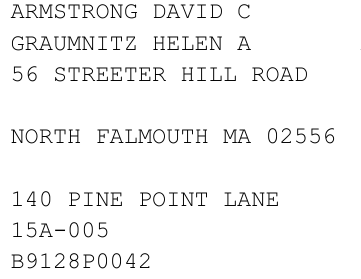 ARMSTRONG DAVID C
GRAUMNITZ HELEN A
56 STREETER HILL ROAD
NORTH FALMOUTH MA 02556
140 PINE POINT LANE
15A-005
B9128P0042